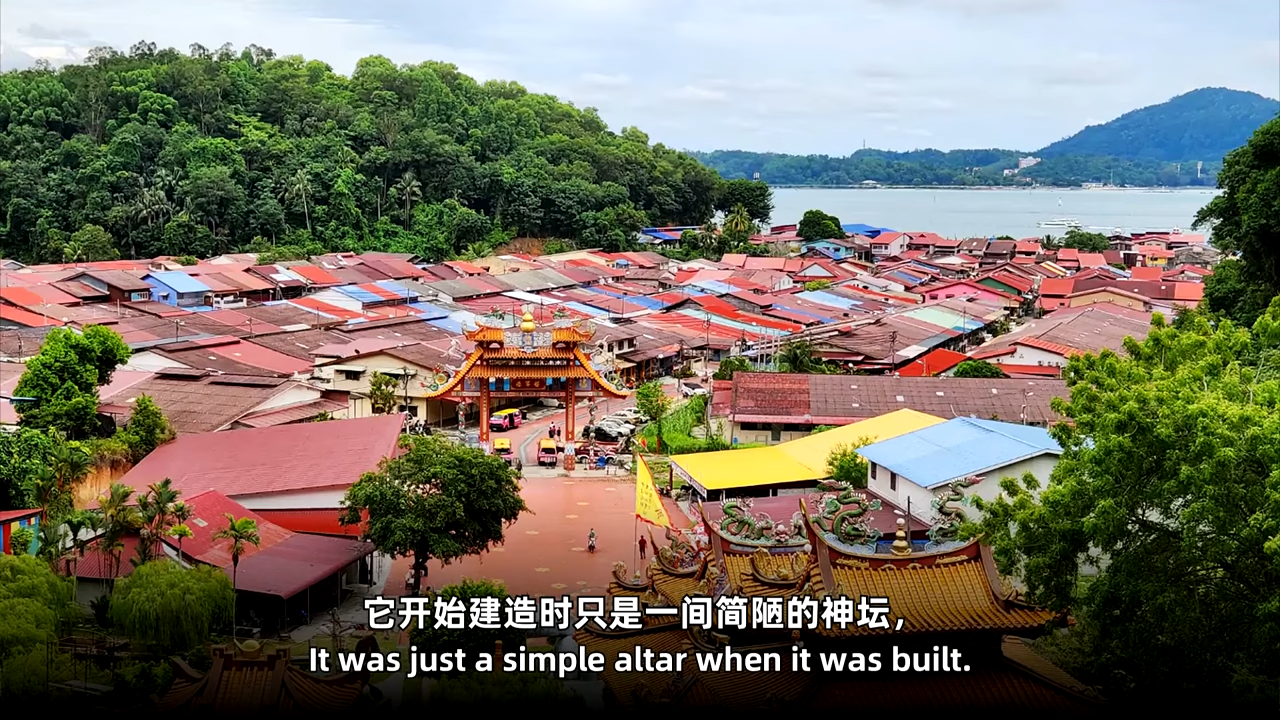 它开始建造时只是一间简陋的神坛，
It was just a simple altar when it was built.